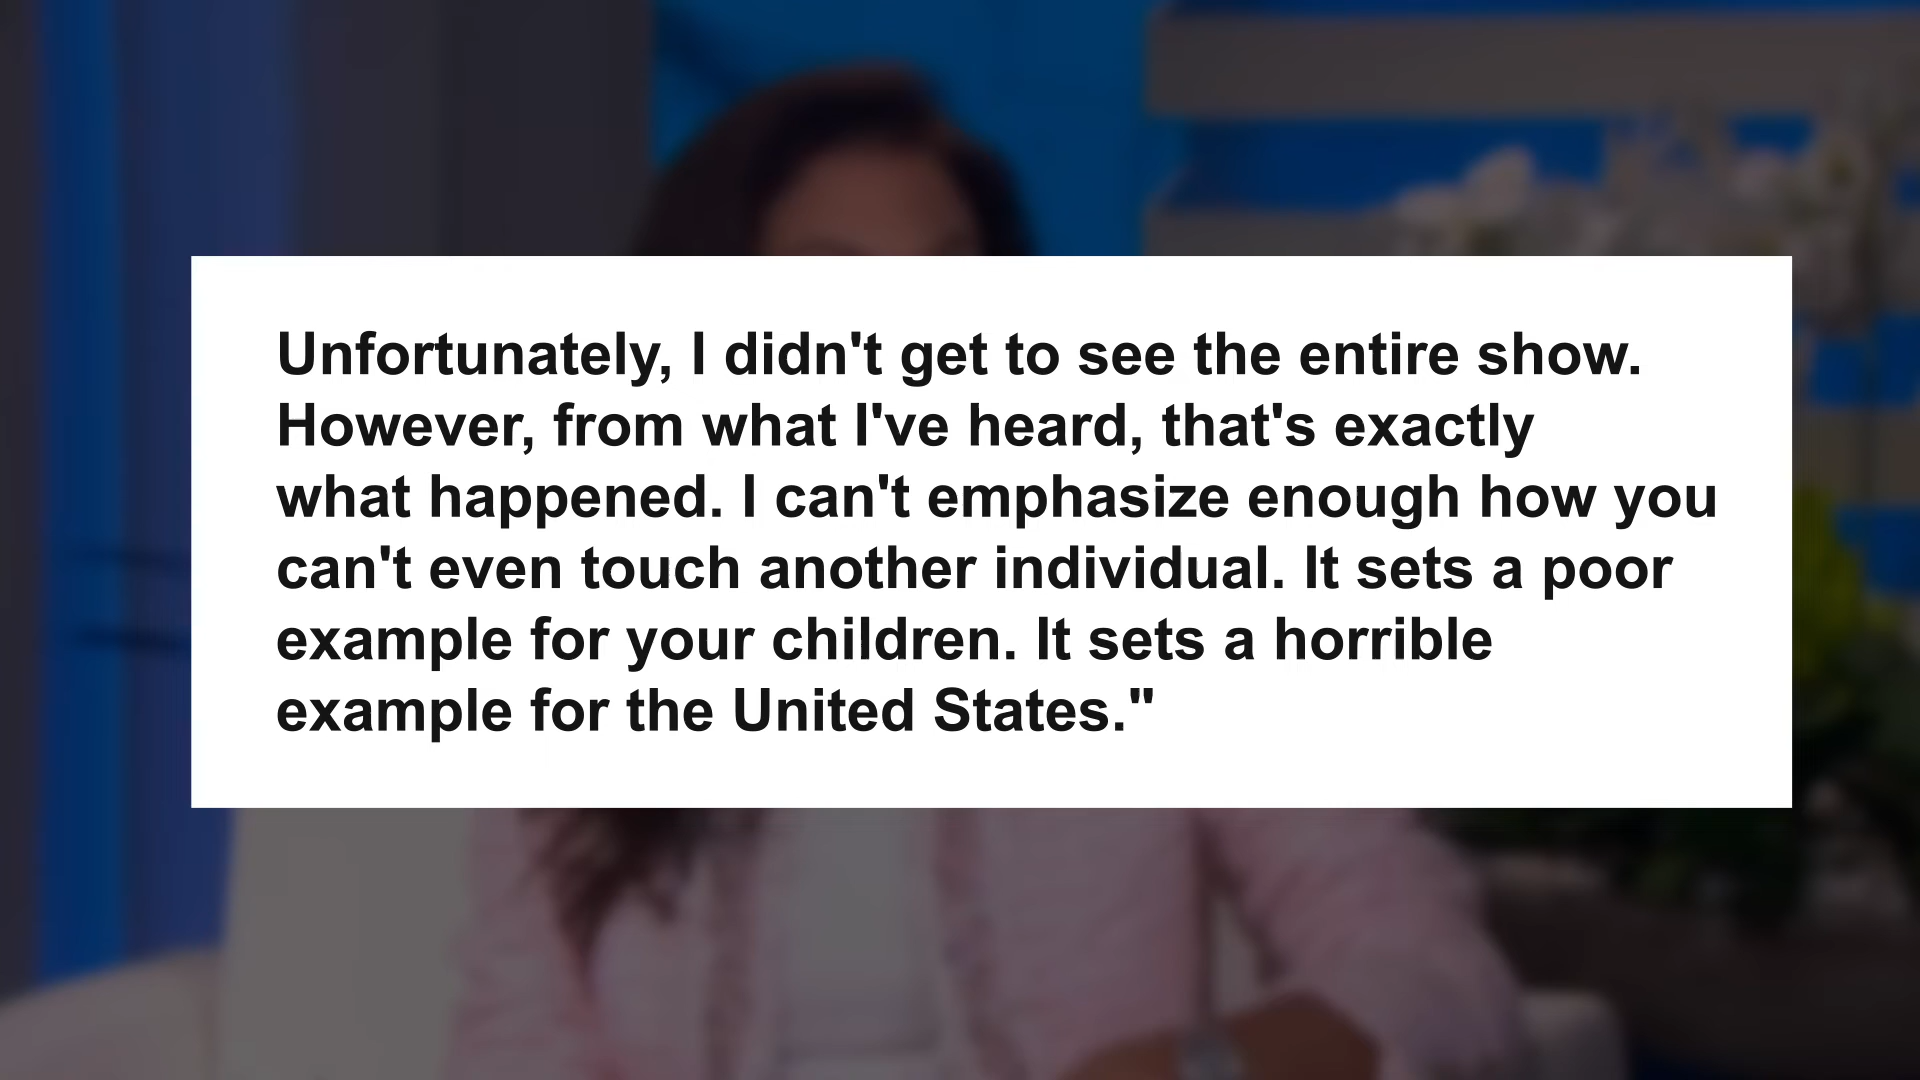 Unfortunately, I didn't get to see the entire show.
However, from what I've heard, that's exactly
what happened. I can't emphasize enough how you
can't even touch another individual. It sets a poor
example for your children. It sets a horrible
example for the United States."